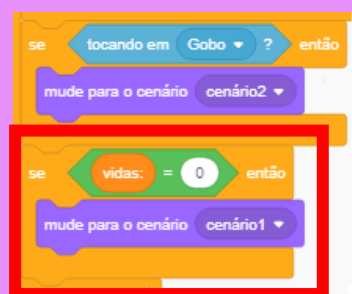 se tocando em Gobo ? então
mude para o cenário cenário2
se vidas: = 0 então
mude para o cenário cenário1